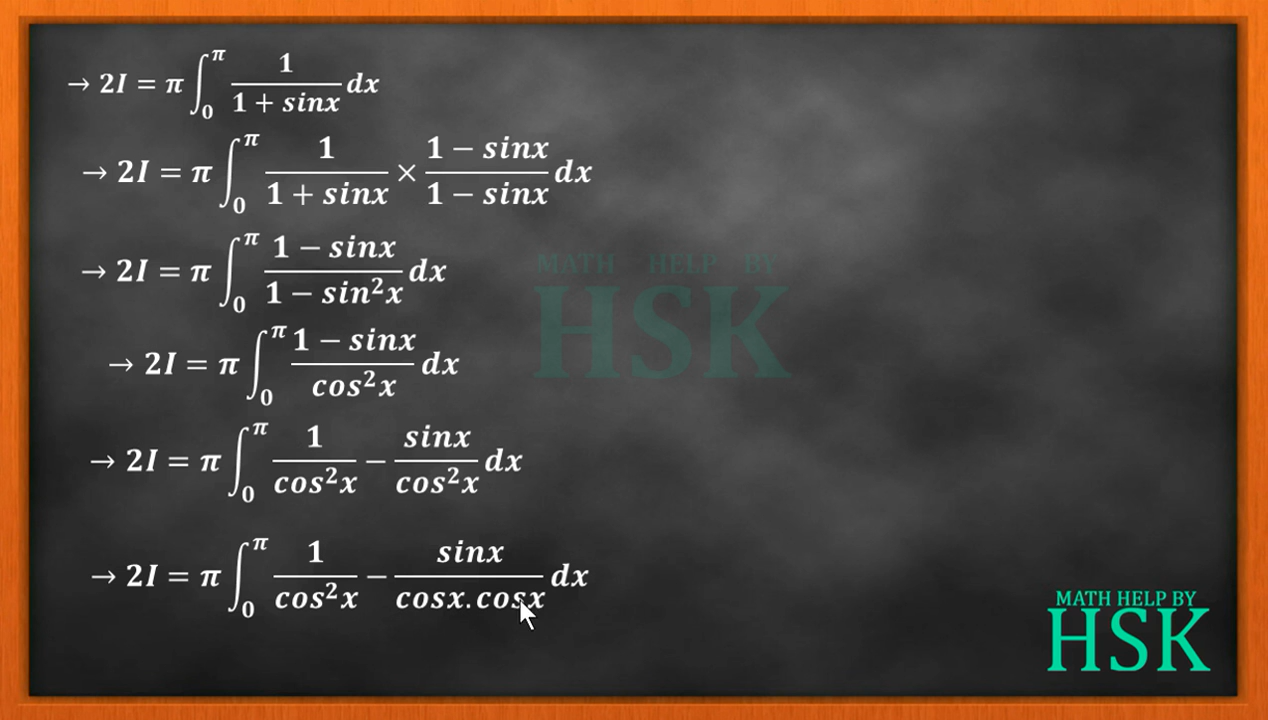 → 2I = π ∫₀^π 1/(1 + sinx) dx
→ 2I = π ∫₀^π 1/(1 + sinx) × (1 − sinx)/(1 − sinx) dx
→ 2I = π ∫₀^π (1 − sinx)/(1 − sin²x) dx
→ 2I = π ∫₀^π (1 − sinx)/(cos²x) dx
→ 2I = π ∫₀^π 1/(cos²x) − sinx/(cos²x) dx
→ 2I = π ∫₀^π 1/(cos²x) − sinx/(cosx.cosx) dx
MATH HELP BY
HSK
MATH HELP BY
HSK